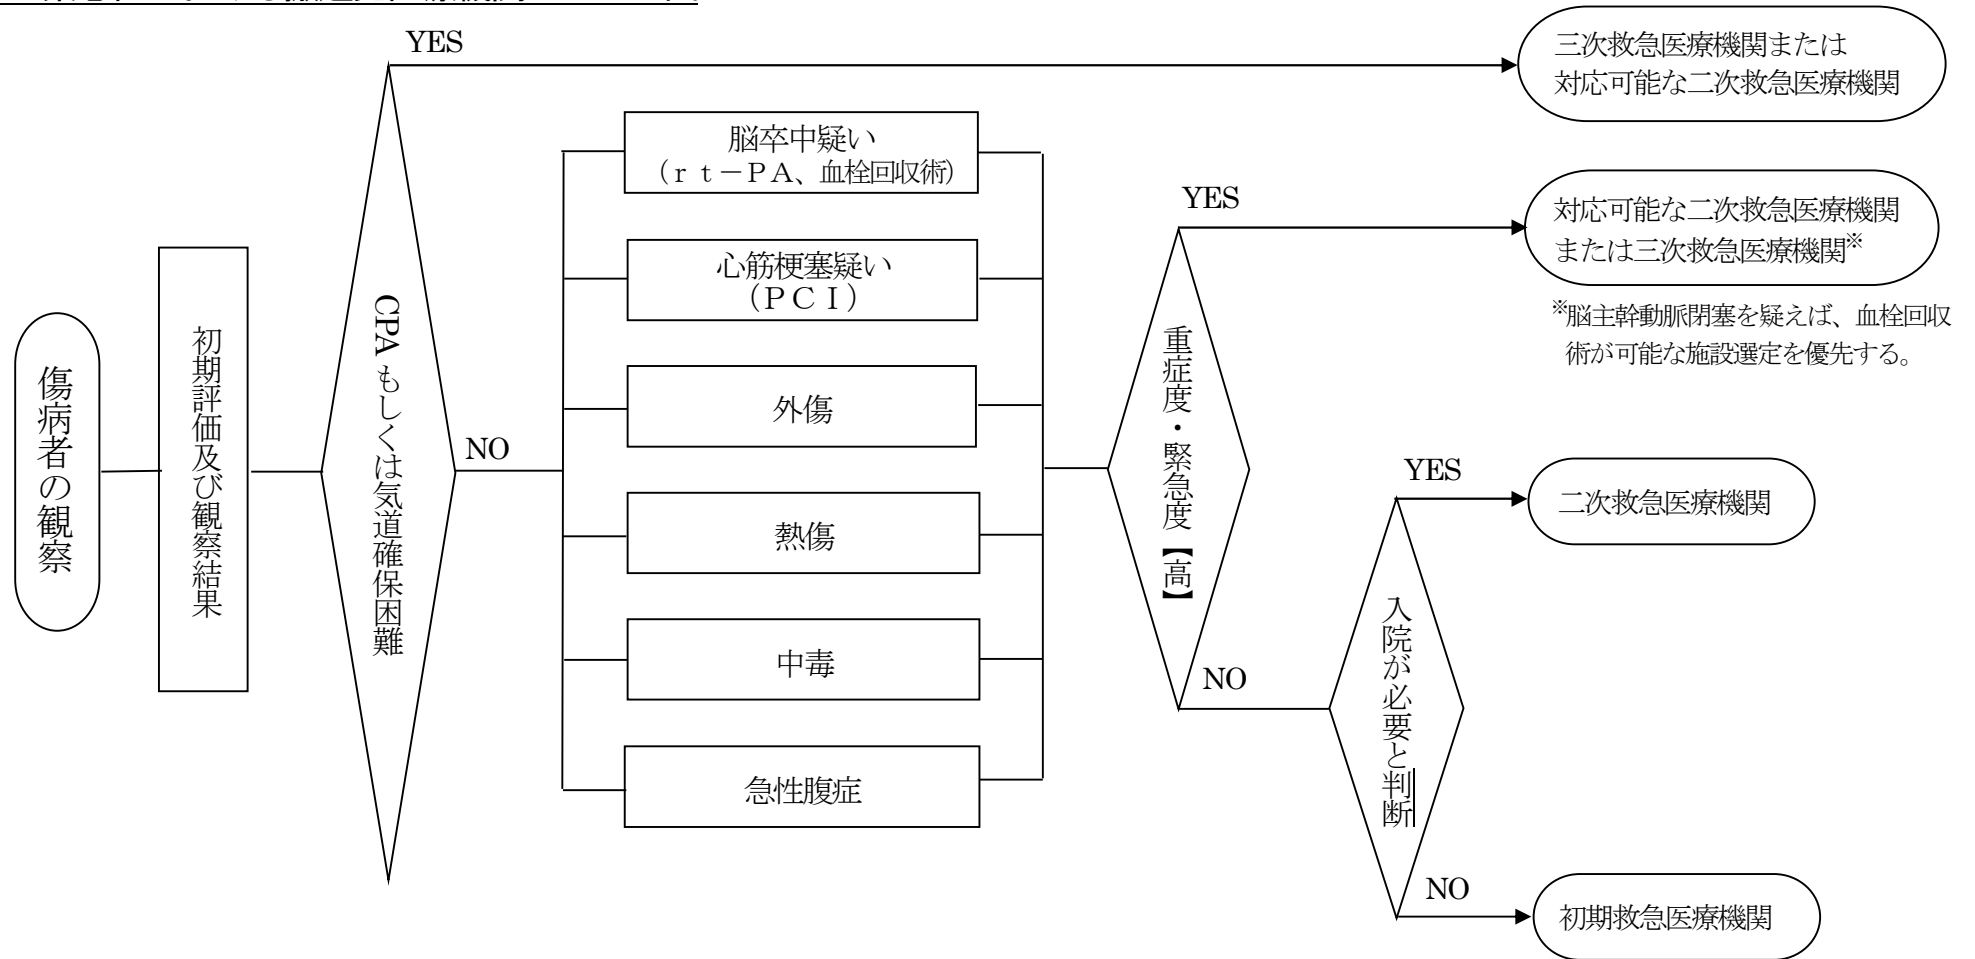 YES
三次救急医療機関または
対応可能な二次救急医療機関
脳卒中疑い
（ｒｔ－ＰＡ、血栓回収術）
YES
対応可能な二次救急医療機関
または三次救急医療機関※
心筋梗塞疑い
（ＰＣＩ）
※脳主幹動脈閉塞を疑えば、血栓回収
術が可能な施設選定を優先する。
傷病者の観察
初期評価及び観察結果
CPAもしくは気道確保困難
NO
外傷
重症度・緊急度【高】
熱傷
YES
二次救急医療機関
中毒
NO
入院が必要と判断
急性腹症
NO
初期救急医療機関